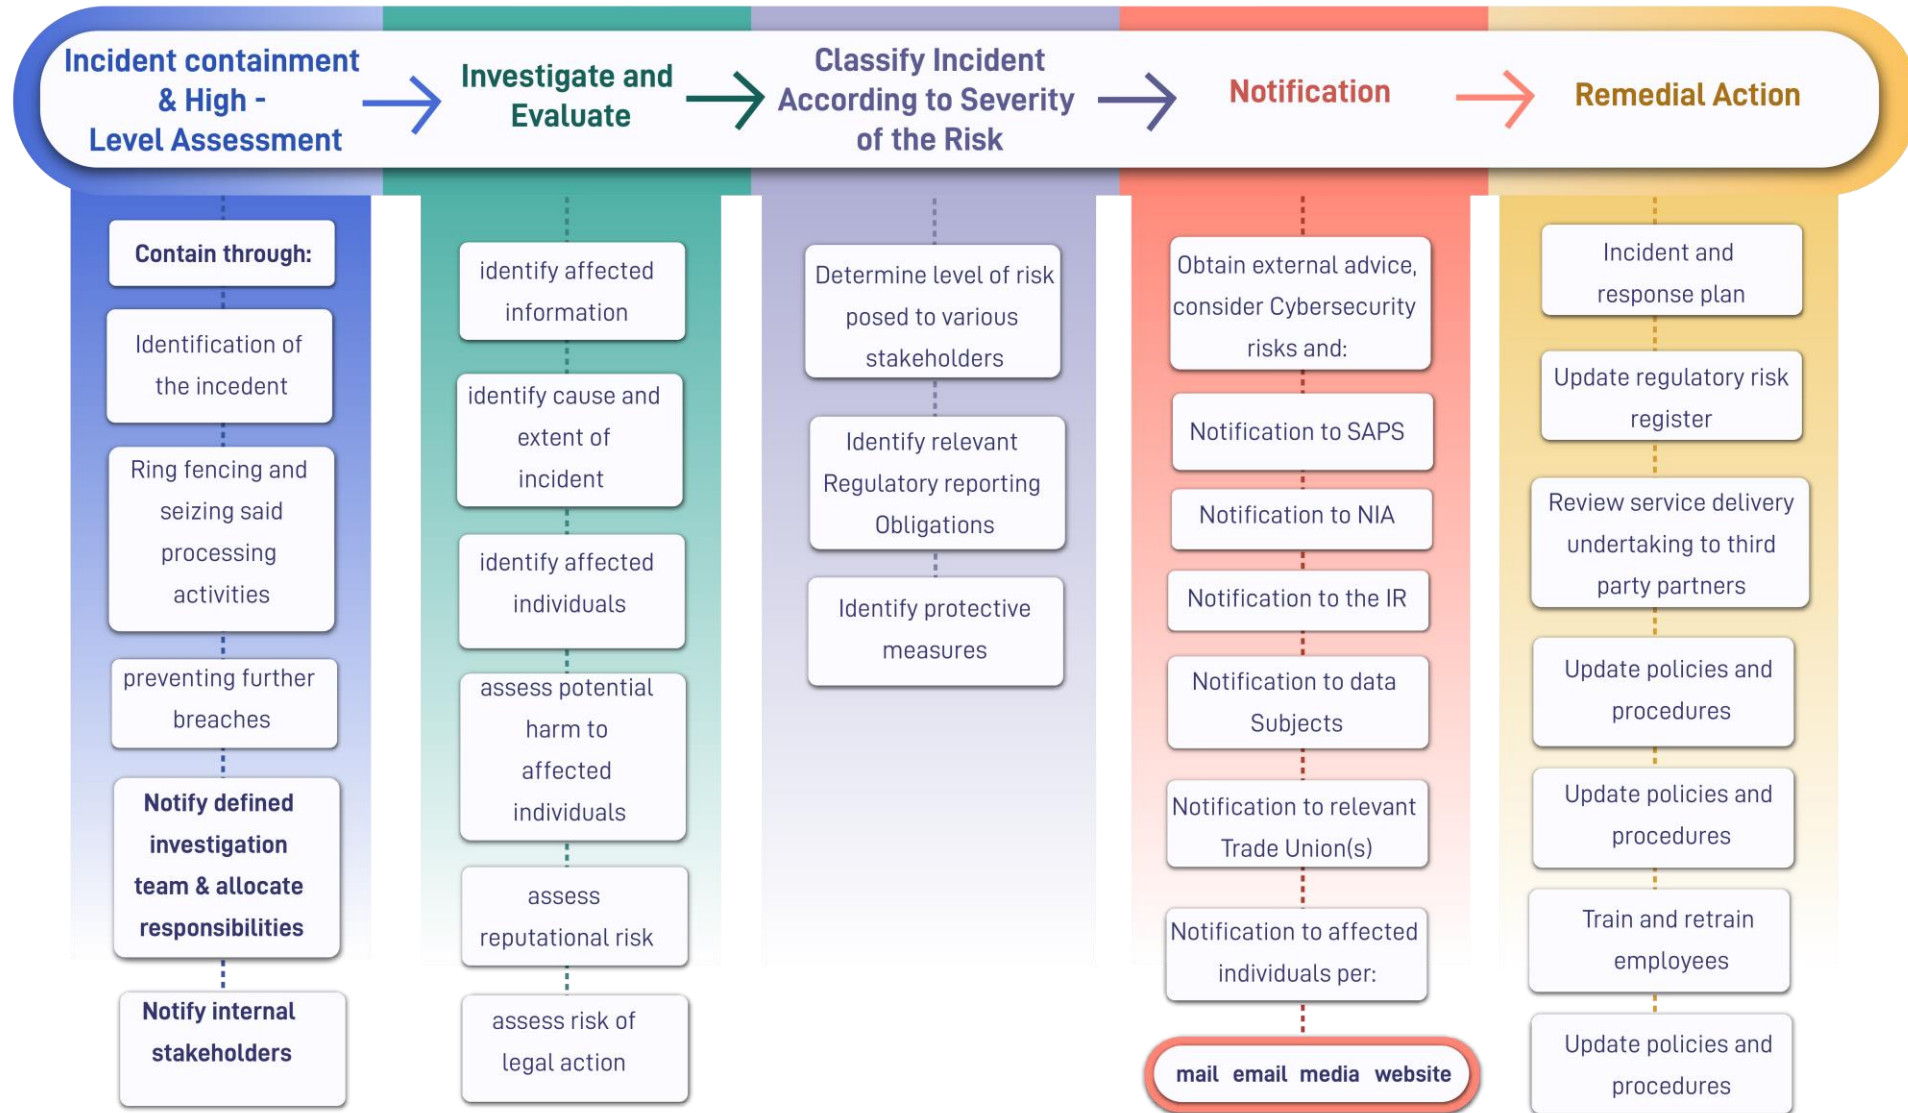 Incident containment
& High -
Level Assessment
Investigate and
Evaluate
Classify Incident
According to Severity
of the Risk
Notification
Remedial Action
Contain through:
Identification of
the incedent
Ring fencing and
seizing said
processing
activities
preventing further
breaches
Notify defined
investigation
team & allocate
responsibilities
Notify internal
stakeholders
identify affected
information
identify cause and
extent of
incident
identify affected
individuals
assess potential
harm to
affected
individuals
assess
reputational risk
assess risk of
legal action
Determine level of risk
posed to various
stakeholders
Identify relevant
Regulatory reporting
Obligations
Identify protective
measures
Obtain external advice,
consider Cybersecurity
risks and:
Notification to SAPS
Notification to NIA
Notification to the IR
Notification to data
Subjects
Notification to relevant
Trade Union(s)
Notification to affected
individuals per:
mail email media website
Incident and
response plan
Update regulatory risk
register
Review service delivery
undertaking to third
party partners
Update policies and
procedures
Update policies and
procedures
Train and retrain
employees
Update policies and
procedures